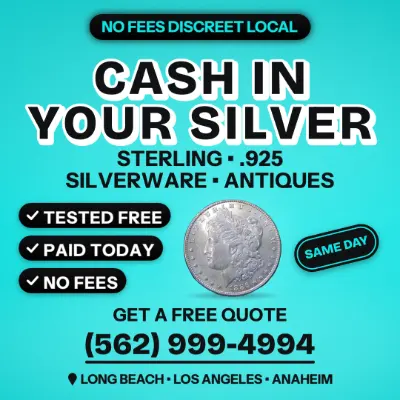 NO FEES DISCREET LOCAL
CASH IN
YOUR SILVER
STERLING ▪ .925
SILVERWARE ▪ ANTIQUES
✓ TESTED FREE
✓ PAID TODAY
✓ NO FEES
SAME DAY
GET A FREE QUOTE
(562) 999-4994
LONG BEACH • LOS ANGELES • ANAHEIM